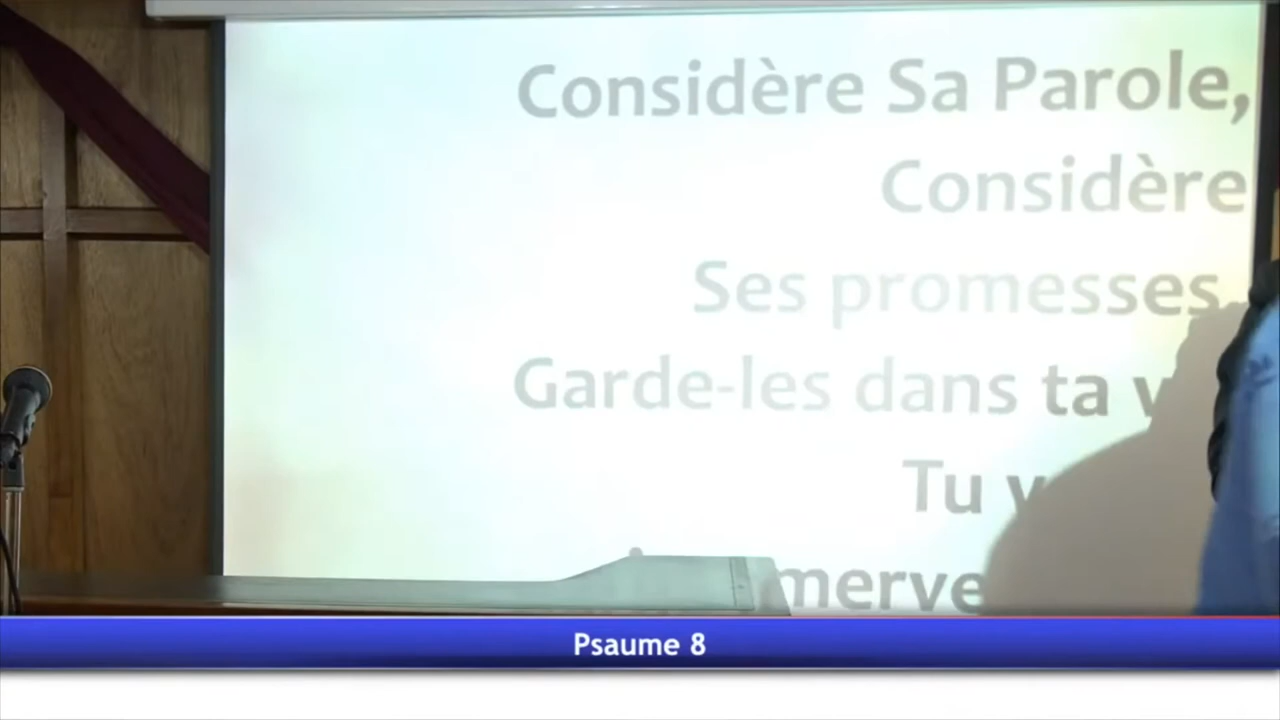 Considère Sa Parole,
Considère
Ses promesses
Garde-les dans ta
Tu
Psaume 8